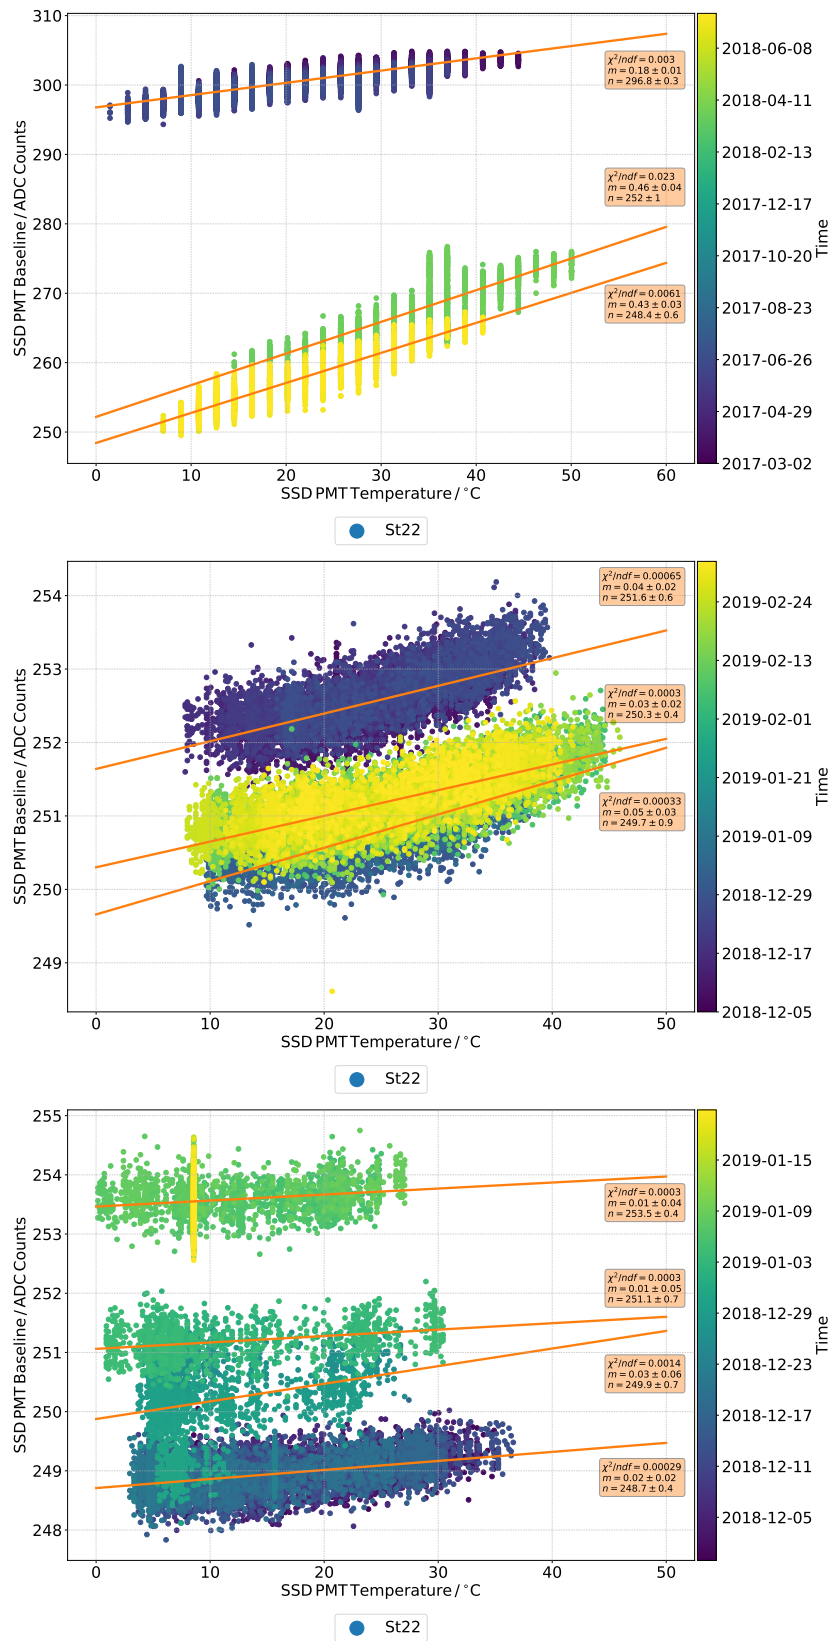 310
300
290
280
270
260
250
SSD PMT Baseline / ADC Counts
χ²/ndf = 0.003
m = 0.18 ± 0.01
n = 296.8 ± 0.3
χ²/ndf = 0.023
m = 0.46 ± 0.04
n = 252 ± 1
χ²/ndf = 0.0061
m = 0.43 ± 0.03
n = 248.4 ± 0.6
0 10 20 30 40 50 60
SSD PMT Temperature / °C
2018-06-08
2018-04-11
2018-02-13
2017-12-17
2017-10-20
2017-08-23
2017-06-26
2017-04-29
2017-03-02
Time
St22
254
253
252
251
250
249
SSD PMT Baseline / ADC Counts
χ²/ndf = 0.00065
m = 0.04 ± 0.02
n = 251.6 ± 0.6
χ²/ndf = 0.0003
m = 0.03 ± 0.02
n = 250.3 ± 0.4
χ²/ndf = 0.00033
m = 0.05 ± 0.03
n = 249.7 ± 0.9
0 10 20 30 40 50
SSD PMT Temperature / °C
2019-02-24
2019-02-13
2019-02-01
2019-01-21
2019-01-09
2018-12-29
2018-12-17
2018-12-05
Time
St22
255
254
253
252
251
250
249
248
SSD PMT Baseline / ADC Counts
χ²/ndf = 0.0003
m = 0.01 ± 0.04
n = 253.5 ± 0.4
χ²/ndf = 0.0003
m = 0.01 ± 0.05
n = 251.1 ± 0.7
χ²/ndf = 0.0014
m = 0.03 ± 0.06
n = 249.9 ± 0.7
χ²/ndf = 0.00029
m = 0.02 ± 0.02
n = 248.7 ± 0.4
0 10 20 30 40 50
SSD PMT Temperature / °C
2019-01-15
2019-01-09
2019-01-03
2018-12-29
2018-12-23
2018-12-17
2018-12-11
2018-12-05
Time
St22